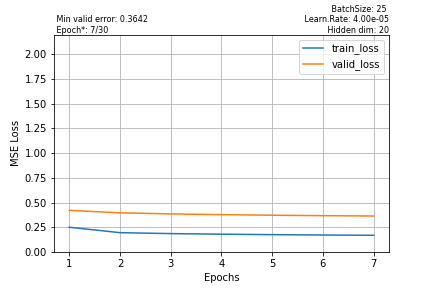 BatchSize: 25
Min valid error: 0.3642
Learn.Rate: 4.00e-05
Epoch*: 7/30
Hidden dim: 20
train_loss
valid_loss
2.00
1.75
1.50
1.25
1.00
0.75
0.50
0.25
0.00
MSE Loss
1 2 3 4 5 6 7
Epochs